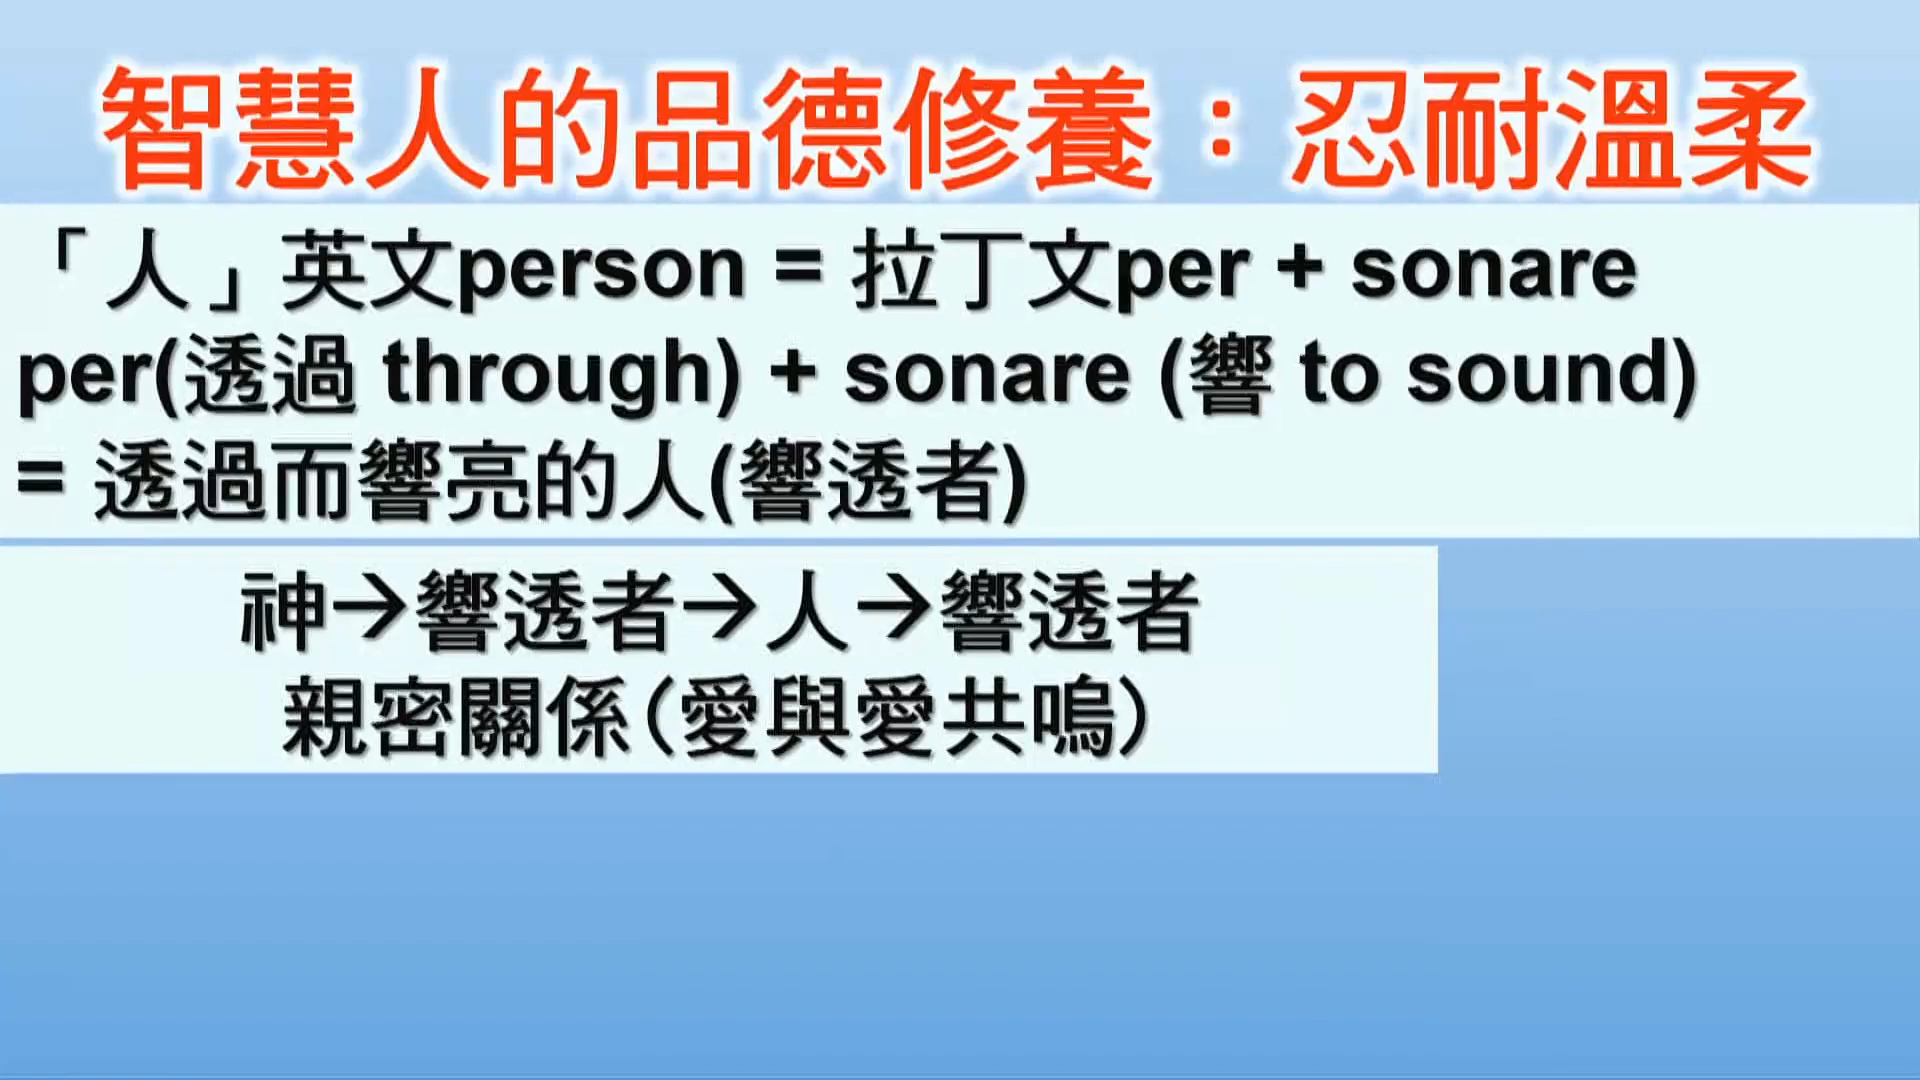 智慧人的品德修養：忍耐溫柔
「人」英文person = 拉丁文per + sonare
per(透過 through) + sonare (響 to sound)
= 透過而響亮的人(響透者)
神→響透者→人→響透者
親密關係(愛與愛共嗚)